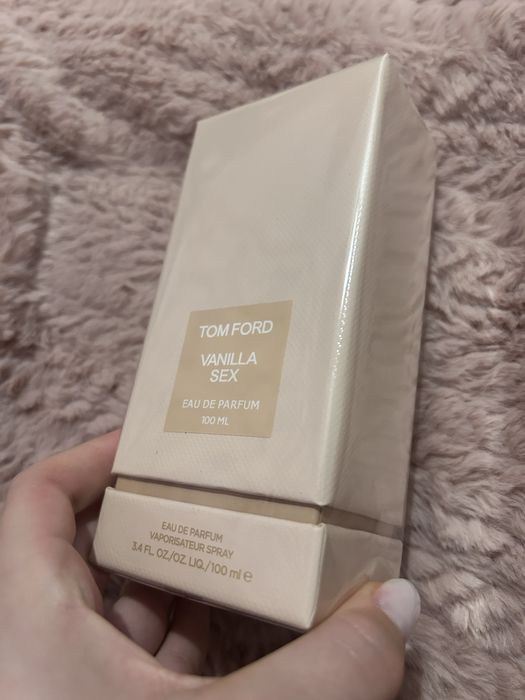 TOM FORD
VANILLA
SEX
EAU DE PARFUM
100 ML
EAU DE PARFUM
VAPORISATEUR SPRAY
3.4 FL. OZ./OZ. LIQ./100 ml ℮